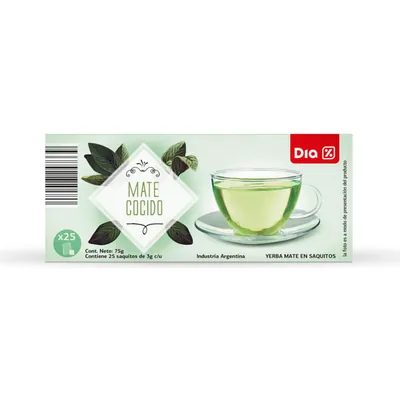 Dia %
MATE
COCIDO
x25
Cont. Neto: 75g
Contiene 25 saquitos de 3g c/u
Industria Argentina
YERBA MATE EN SAQUITOS
la foto es a modo de presentación del producto